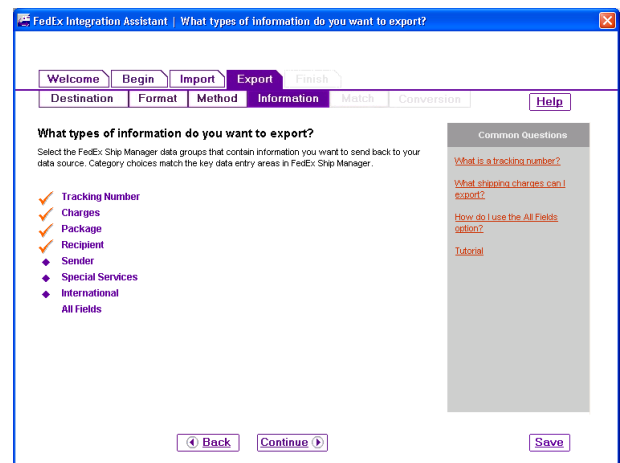 FedEx Integration Assistant | What types of information do you want to export?
Welcome Begin Import Export Finish
Destination Format Method Information Match Conversion Help
What types of information do you want to export?
Select the FedEx Ship Manager data groups that contain information you want to send back to your
data source. Category choices match the key data entry areas in FedEx Ship Manager.
Tracking Number
Charges
Package
Recipient
Sender
Special Services
International
All Fields
Common Questions
What is a tracking number?
What shipping charges can I
export?
How do I use the All Fields
option?
Tutorial
Back Continue Save